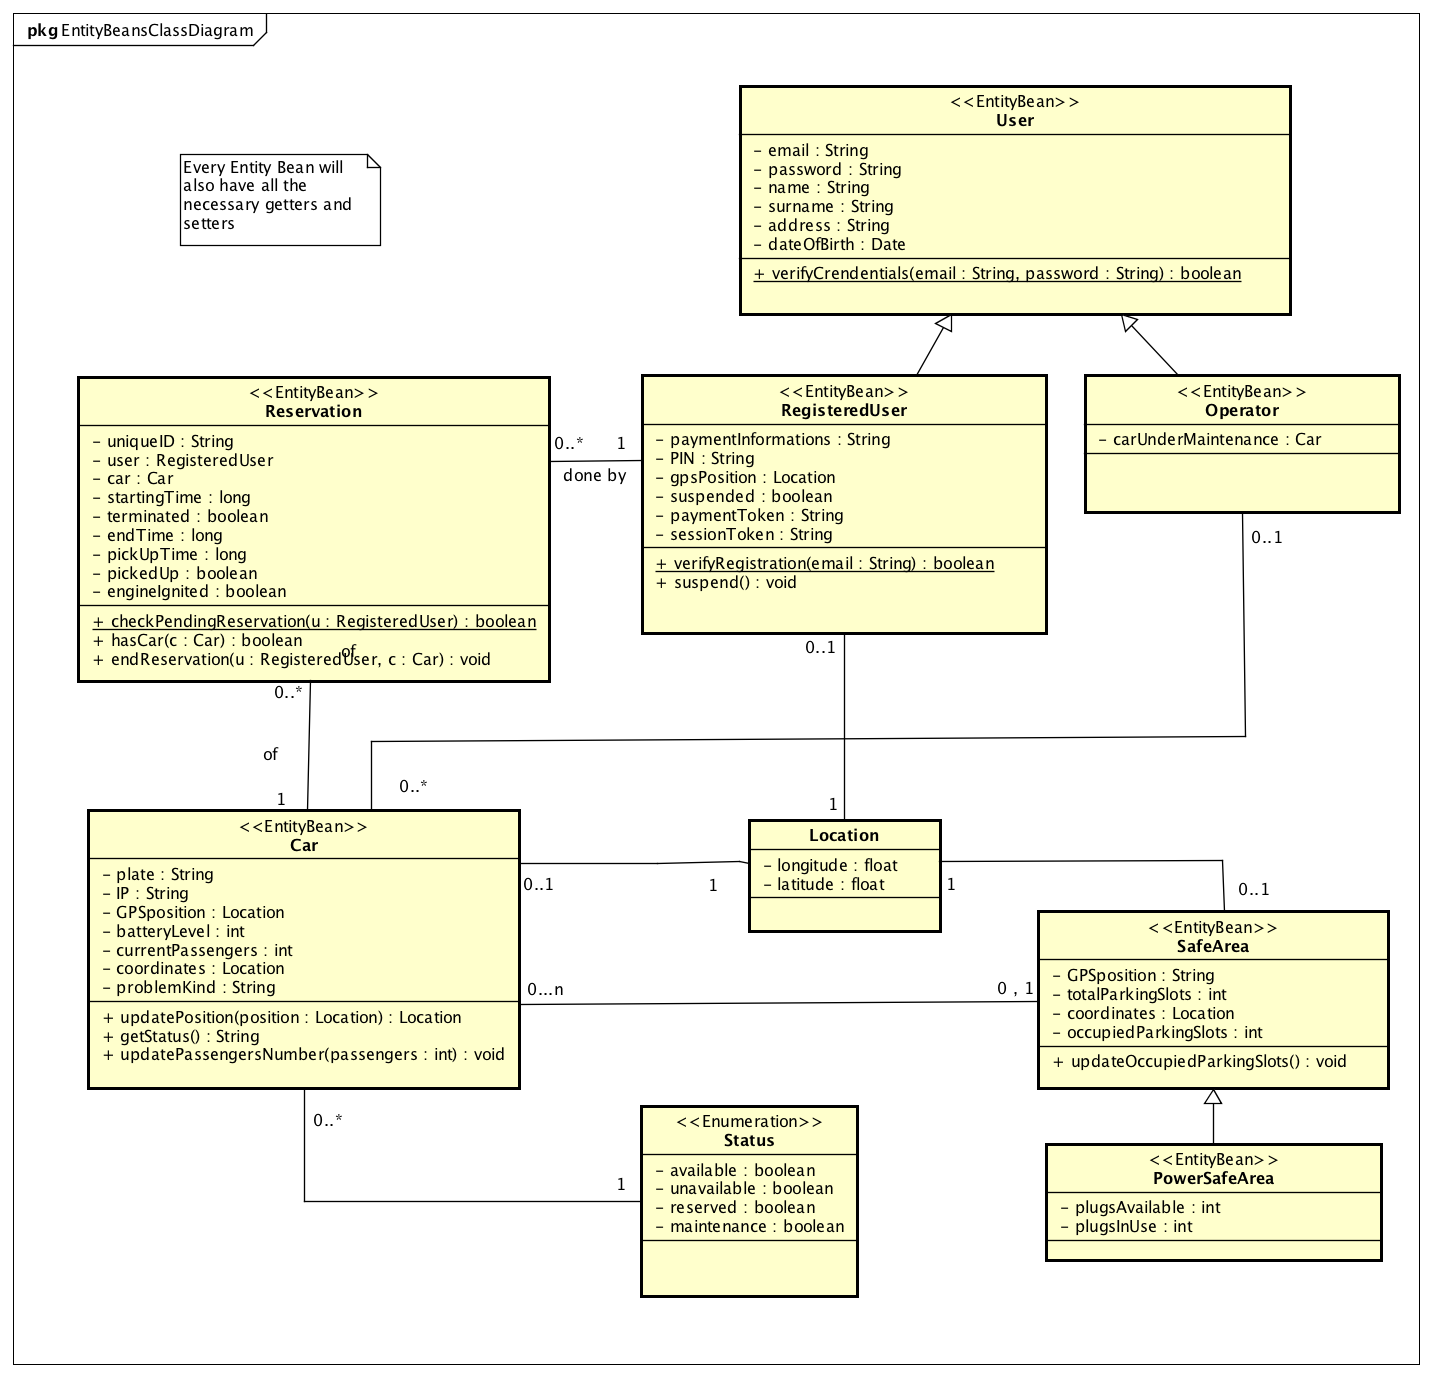 pkg EntityBeansClassDiagram
Every Entity Bean will
also have all the
necessary getters and
setters
<<EntityBean>>
User
- email : String
- password : String
- name : String
- surname : String
- address : String
- dateOfBirth : Date
+ verifyCrendentials(email : String, password : String) : boolean
<<EntityBean>>
Reservation
- uniqueID : String
- user : RegisteredUser
- car : Car
- startingTime : long
- terminated : boolean
- endTime : long
- pickUpTime : long
- pickedUp : boolean
- engineIgnited : boolean
+ checkPendingReservation(u : RegisteredUser) : boolean
+ hasCar(c : Car) : boolean
of
+ endReservation(u : RegisteredUser, c : Car) : void
0..* 1
done by
<<EntityBean>>
RegisteredUser
- paymentInformations : String
- PIN : String
- gpsPosition : Location
- suspended : boolean
- paymentToken : String
- sessionToken : String
+ verifyRegistration(email : String) : boolean
+ suspend() : void
<<EntityBean>>
Operator
- carUnderMaintenance : Car
0..1
0..1
0..*
of
1
0..*
1
<<EntityBean>>
Car
- plate : String
- IP : String
- GPSposition : Location
- batteryLevel : int
- currentPassengers : int
- coordinates : Location
- problemKind : String
+ updatePosition(position : Location) : Location
+ getStatus() : String
+ updatePassengersNumber(passengers : int) : void
0..1
1
Location
- longitude : float
- latitude : float
1
0..1
0...n
0 , 1
<<EntityBean>>
SafeArea
- GPSposition : String
- totalParkingSlots : int
- coordinates : Location
- occupiedParkingSlots : int
+ updateOccupiedParkingSlots() : void
0..*
1
<<Enumeration>>
Status
- available : boolean
- unavailable : boolean
- reserved : boolean
- maintenance : boolean
<<EntityBean>>
PowerSafeArea
- plugsAvailable : int
- plugsInUse : int